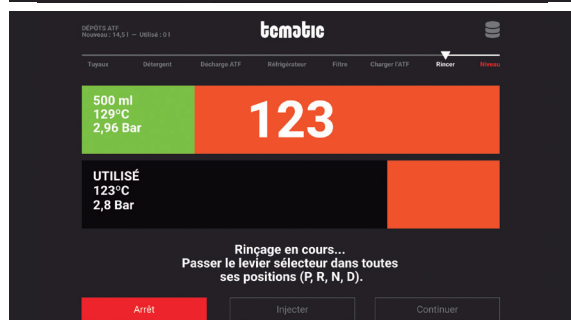 DÉPÔTS ATF
Nouveau : 14,5 l — Utilisé : 0 l
tcmatic
Tuyaux Détergent Décharge ATF Réfrigérateur Filtre Charger l'ATF Rincer Niveau
500 ml
129°C
2,96 Bar
123
UTILISÉ
123°C
2,8 Bar
Rinçage en cours...
Passer le levier sélecteur dans toutes
ses positions (P, R, N, D).
Arrêt Injecter Continuer